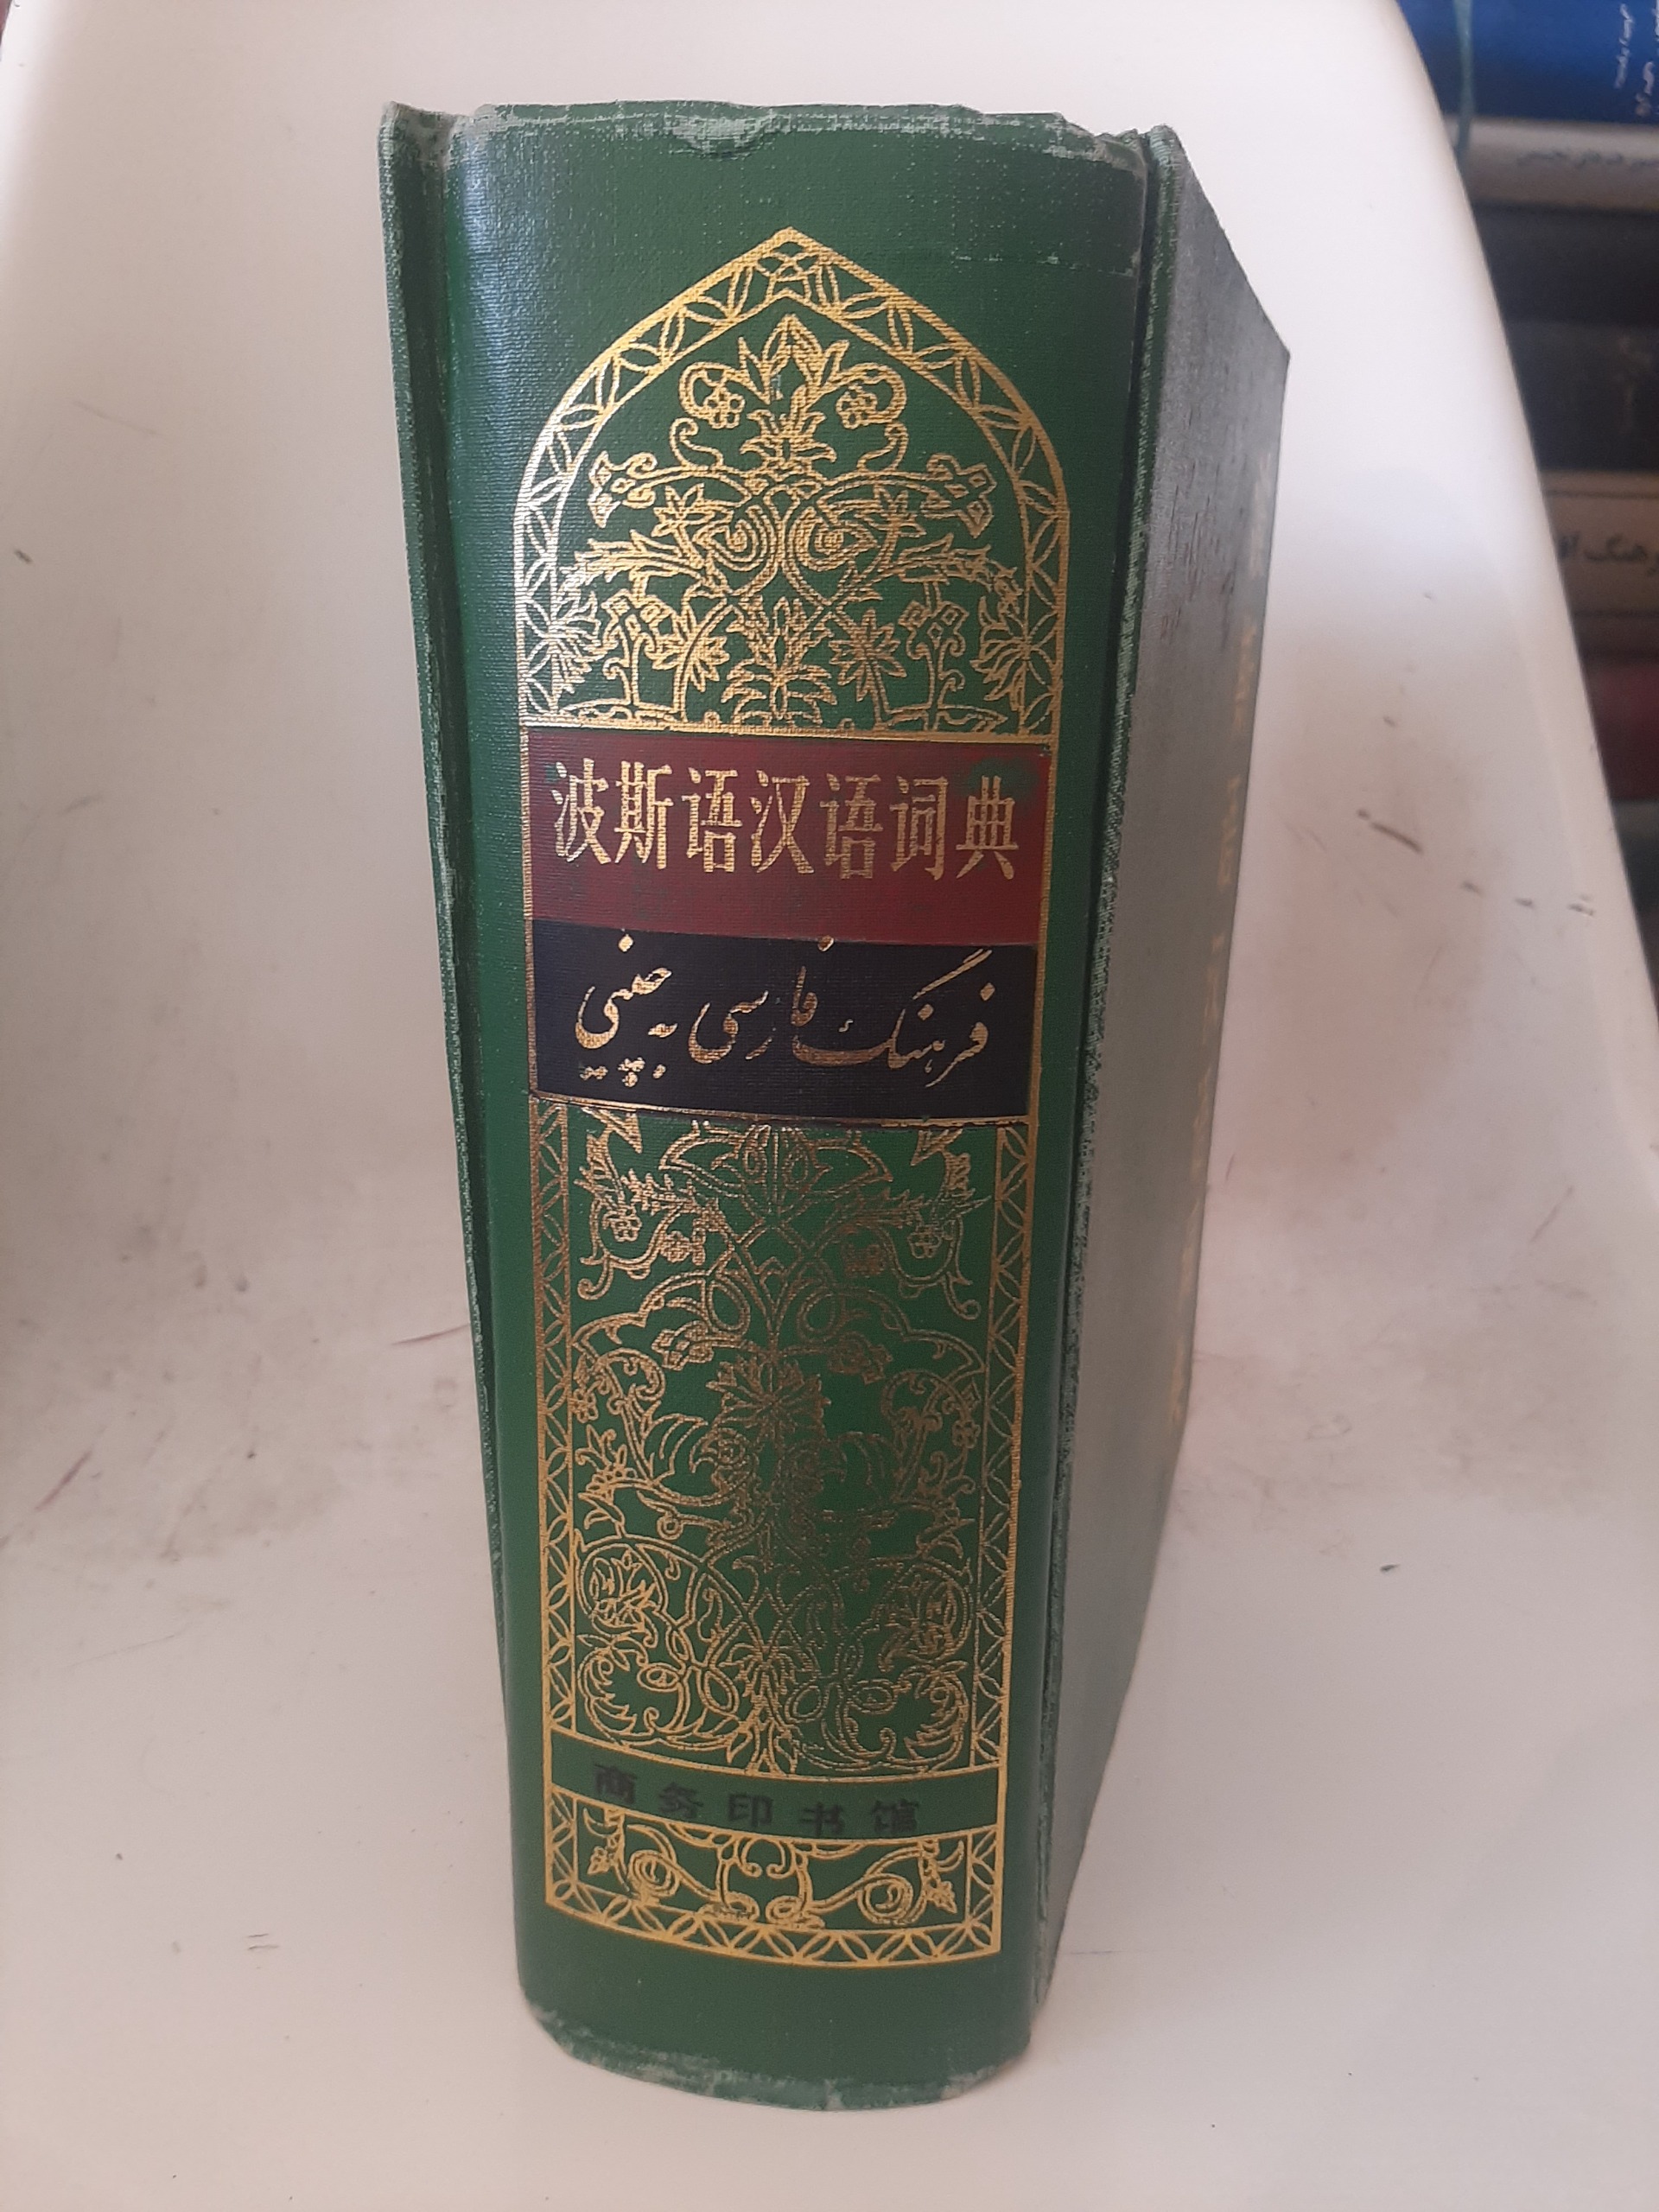 波斯语汉语词典
فرهنگ فارسی به چینی
商务印书馆